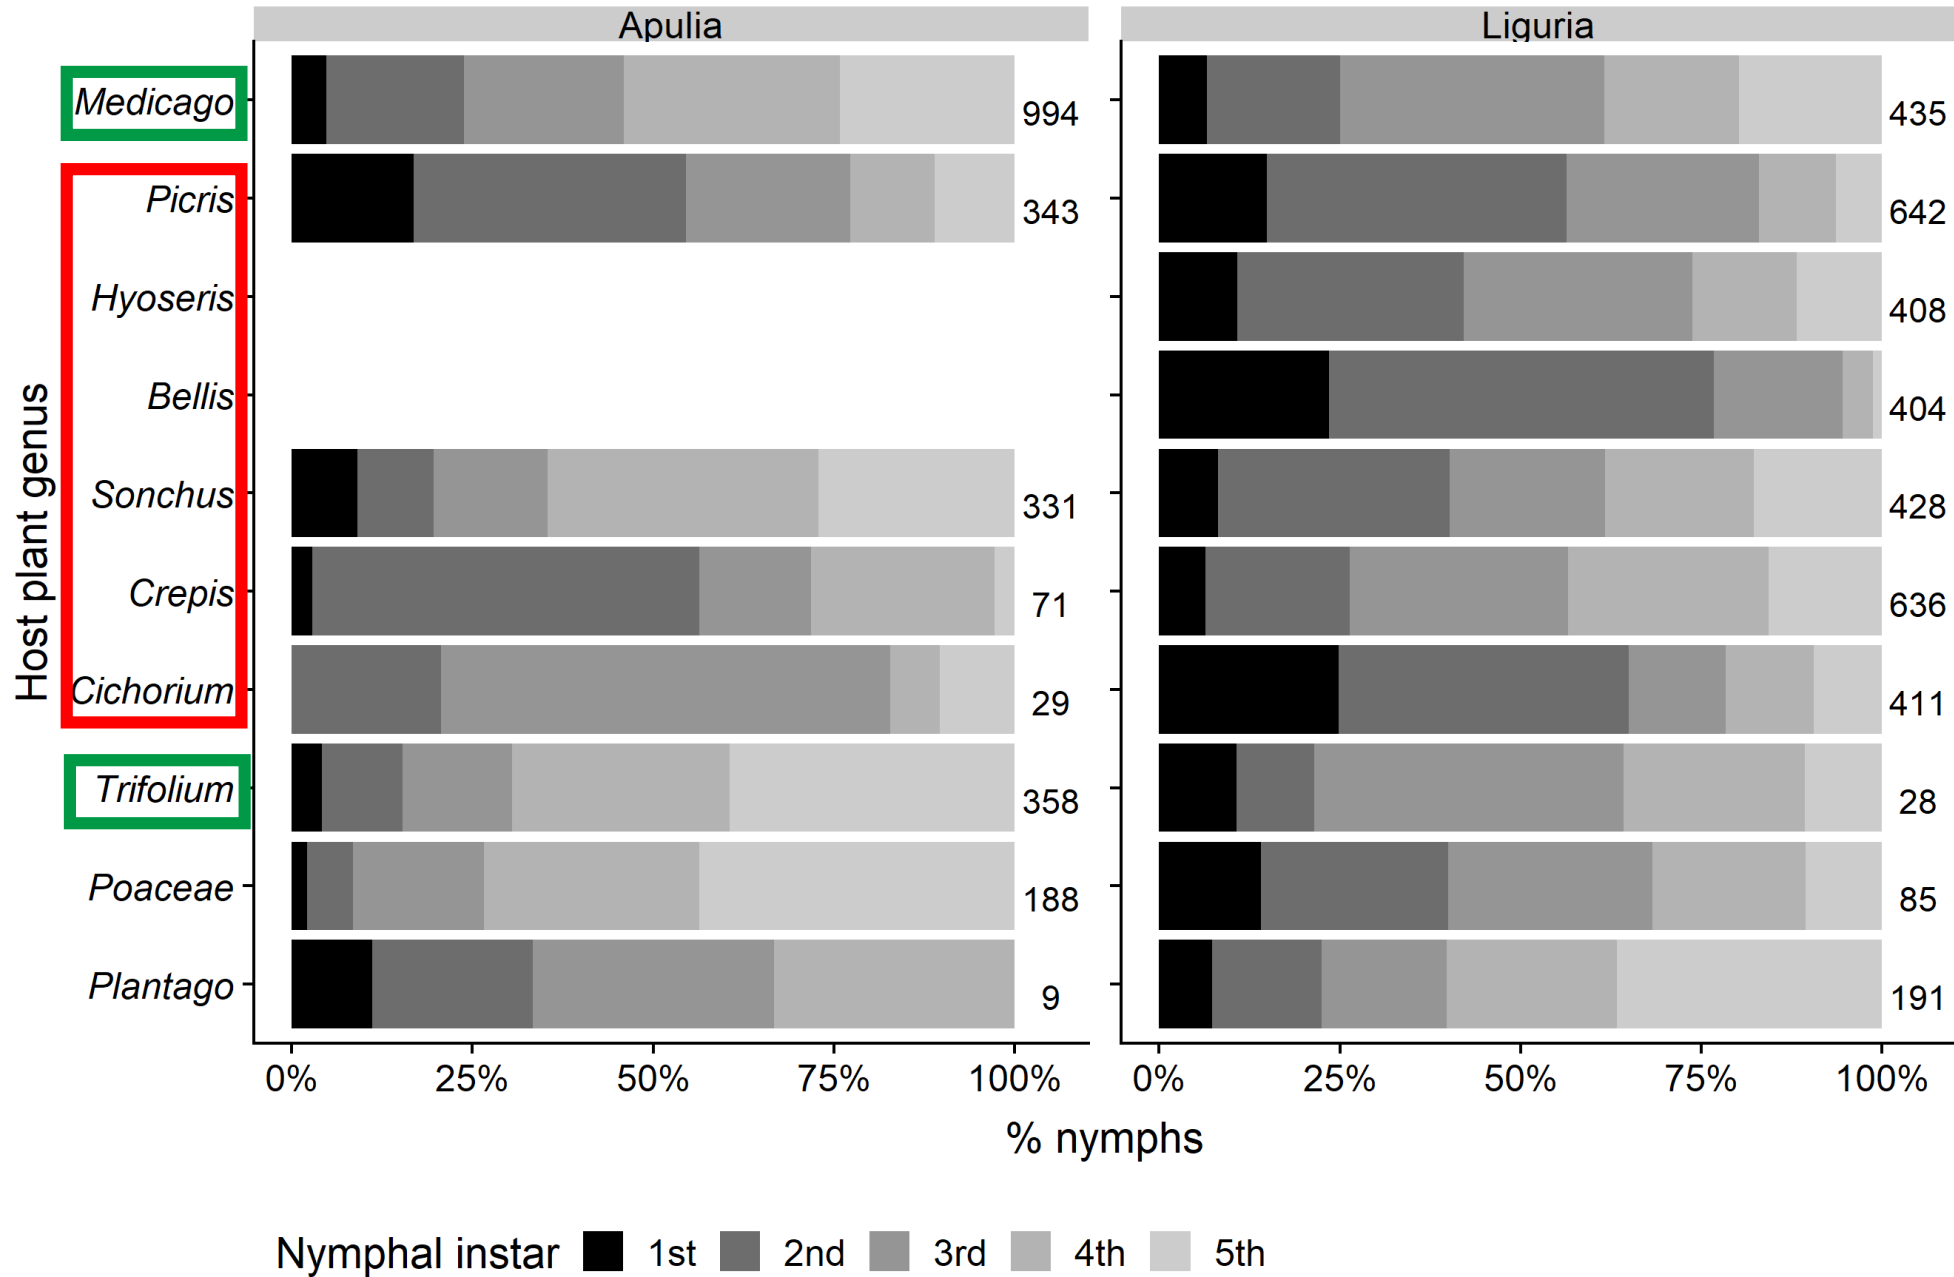 Apulia Liguria
Medicago 994 435
Picris 343 642
Hyoseris 408
Bellis 404
Sonchus 331 428
Crepis 71 636
Cichorium 29 411
Trifolium 358 28
Poaceae 188 85
Plantago 9 191
Host plant genus
0% 25% 50% 75% 100% 0% 25% 50% 75% 100%
% nymphs
Nymphal instar 1st 2nd 3rd 4th 5th